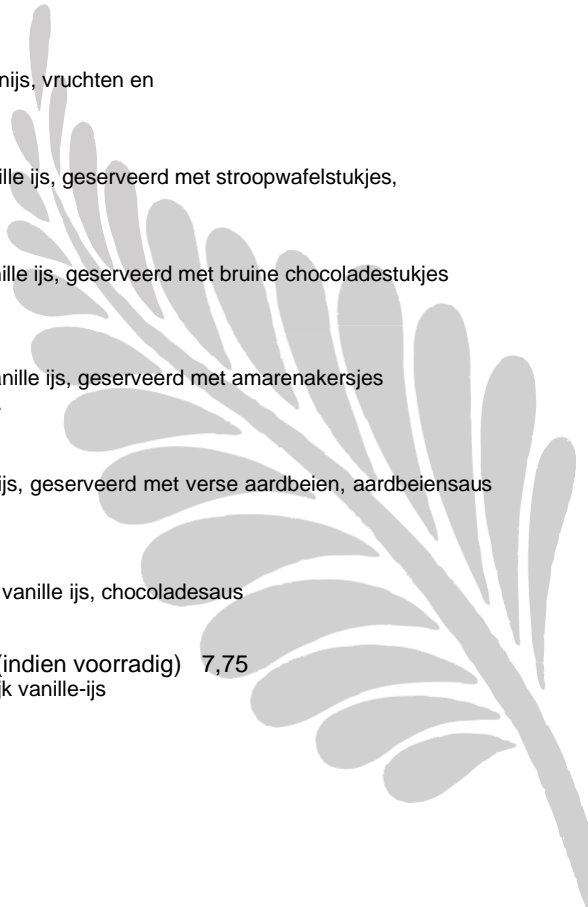 nijs, vruchten en
ille ijs, geserveerd met stroopwafelstukjes,
nille ijs, geserveerd met bruine chocoladestukjes
anille ijs, geserveerd met amarenakersjes
ijs, geserveerd met verse aardbeien, aardbeiensaus
vanille ijs, chocoladesaus
(indien voorradig) 7,75
jk vanille-ijs